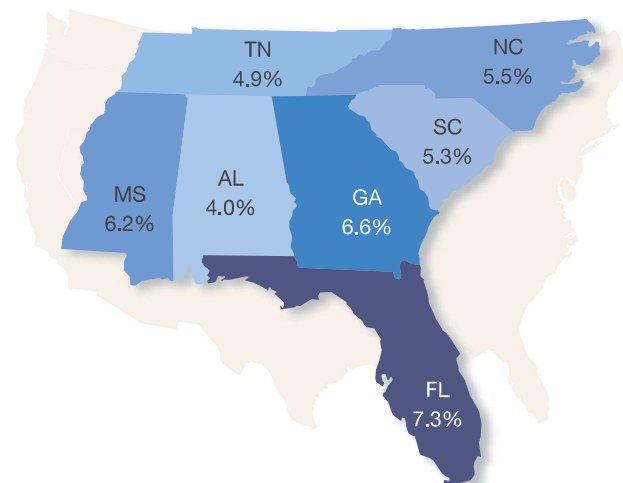 TN
4.9%
NC
5.5%
SC
5.3%
MS
6.2%
AL
4.0%
GA
6.6%
FL
7.3%